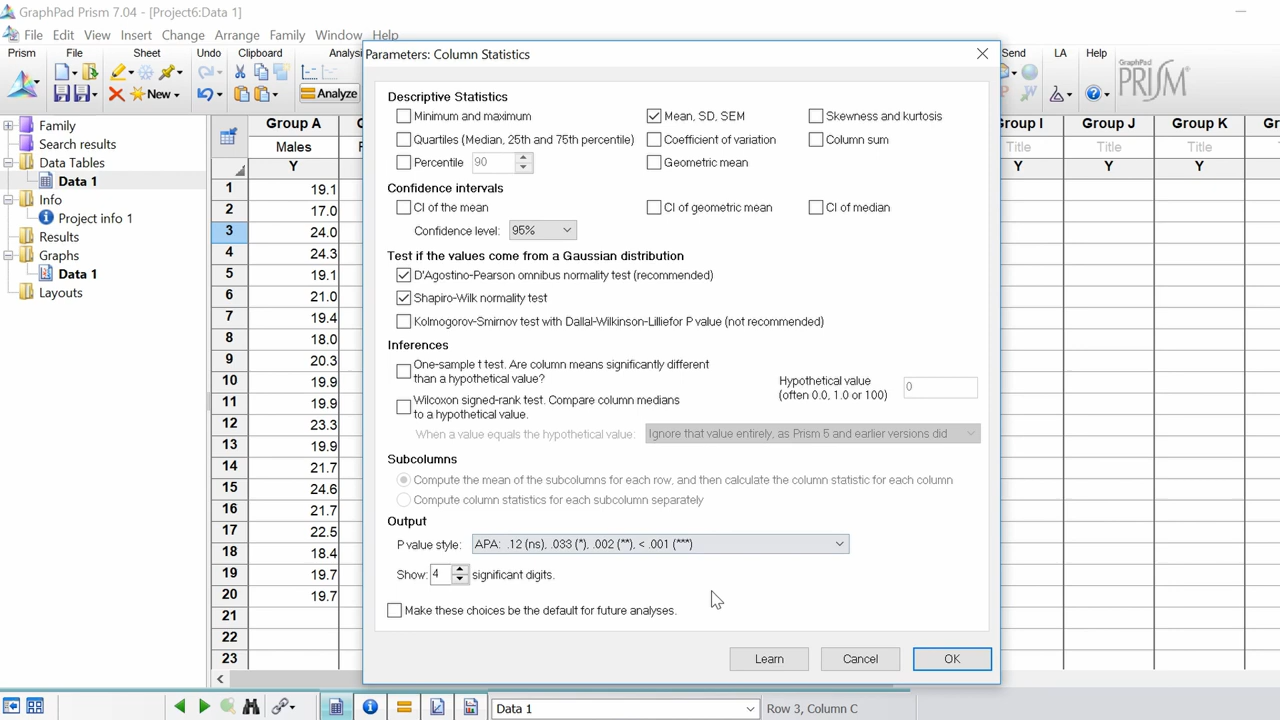 GraphPad Prism 7.04 - [Project6:Data 1]
File Edit View Insert Change Arrange Family Window Help
Prism File Sheet Undo Clipboard Analysis Send LA Help
New
Analyze
GraphPad
PRISM
Family
Search results
Data Tables
Data 1
Info
Project info 1
Results
Graphs
Data 1
Layouts
Group A Group I Group J Group K
Males Title Title Title
Y Y Y Y
1 19.1
2 17.0
3 24.0
4 24.3
5 19.1
6 21.0
7 19.4
8 18.0
9 20.3
10 19.9
11 19.9
12 23.3
13 19.9
14 21.7
15 24.6
16 21.7
17 22.5
18 18.4
19 19.7
20 19.7
21
22
23
Parameters: Column Statistics
Descriptive Statistics
Minimum and maximum Mean, SD, SEM Skewness and kurtosis
Quartiles (Median, 25th and 75th percentile) Coefficient of variation Column sum
Percentile 90 Geometric mean
Confidence intervals
CI of the mean CI of geometric mean CI of median
Confidence level: 95%
Test if the values come from a Gaussian distribution
D'Agostino-Pearson omnibus normality test (recommended)
Shapiro-Wilk normality test
Kolmogorov-Smirnov test with Dallal-Wilkinson-Lilliefor P value (not recommended)
Inferences
One-sample t test. Are column means significantly different
than a hypothetical value?
Hypothetical value
(often 0.0, 1.0 or 100) 0
Wilcoxon signed-rank test. Compare column medians
to a hypothetical value.
When a value equals the hypothetical value: Ignore that value entirely, as Prism 5 and earlier versions did
Subcolumns
Compute the mean of the subcolumns for each row, and then calculate the column statistic for each column
Compute column statistics for each subcolumn separately
Output
P value style: APA: .12 (ns), .033 (*), .002 (**), < .001 (***)
Show: 4 significant digits.
Make these choices be the default for future analyses.
Learn Cancel OK
Data 1 Row 3, Column C